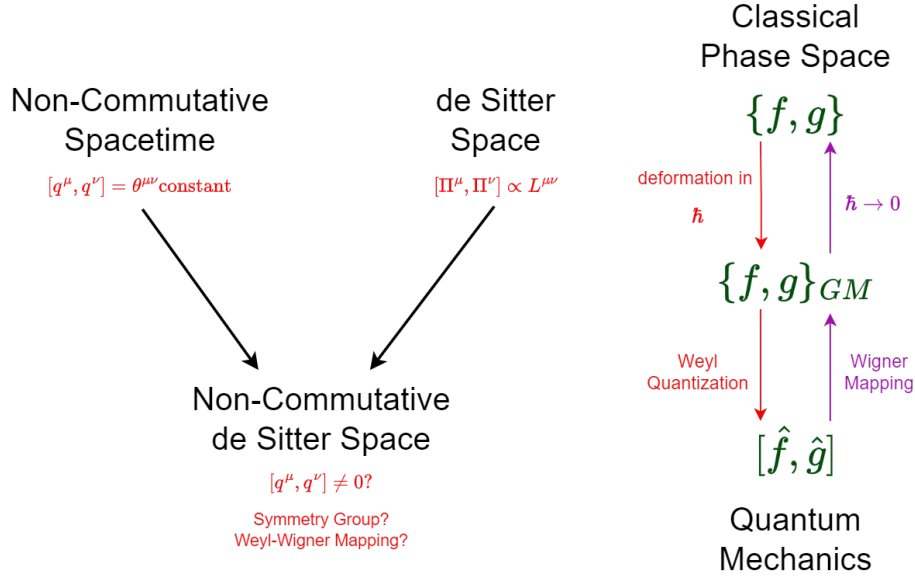 Non-Commutative
Spacetime
[q^μ, q^ν] = θ^{μν} constant
de Sitter
Space
[Π^μ, Π^ν] ∝ L^{μν}
Non-Commutative
de Sitter Space
[q^μ, q^ν] ≠ 0?
Symmetry Group?
Weyl-Wigner Mapping?
Classical
Phase Space
{f, g}
deformation in
ħ
ħ → 0
{f, g}_{GM}
Weyl
Quantization
Wigner
Mapping
[f̂, ĝ]
Quantum
Mechanics